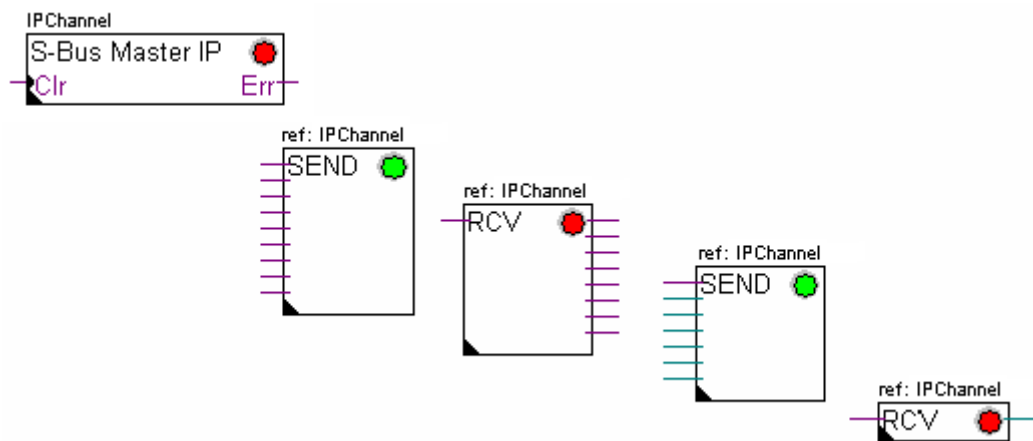 IPChannel
S-Bus Master IP
Clr Err
ref: IPChannel
SEND
ref: IPChannel
RCV
ref: IPChannel
SEND
ref: IPChannel
RCV